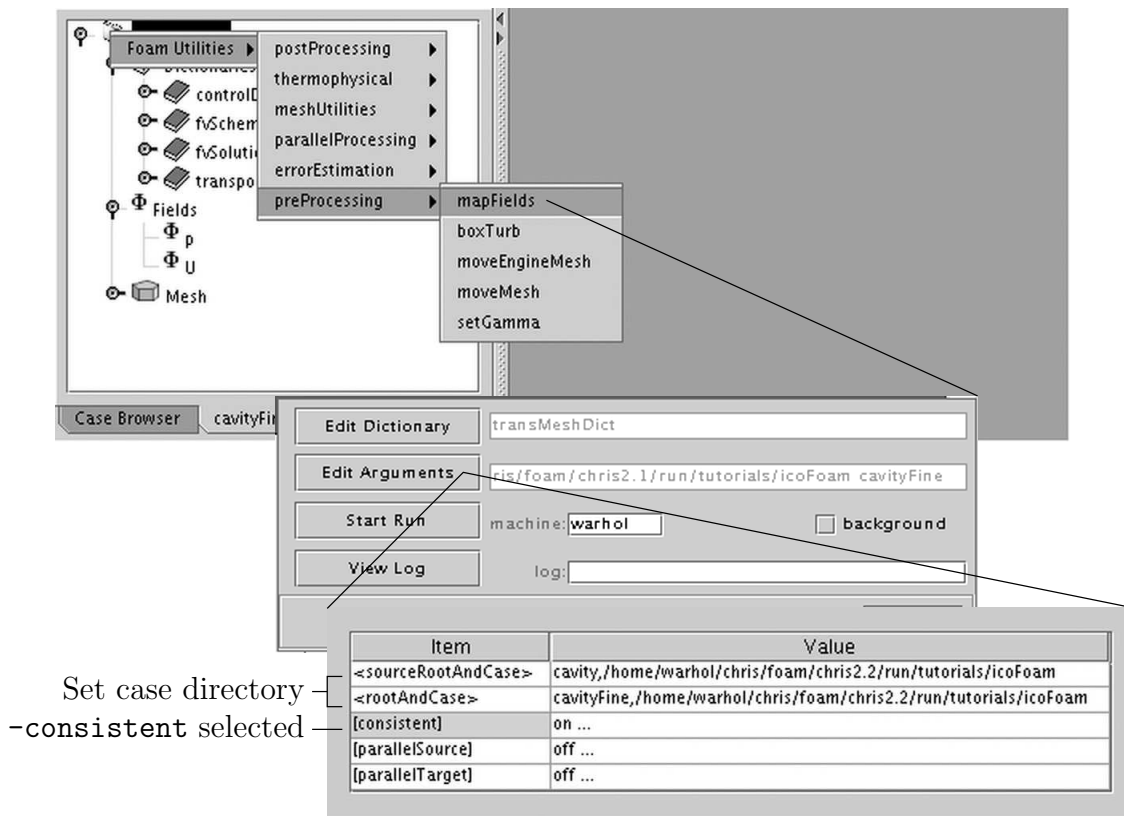 Foam Utilities
postProcessing
thermophysical
meshUtilities
parallelProcessing
errorEstimation
preProcessing
mapFields
boxTurb
moveEngineMesh
moveMesh
setGamma
controlD
fvSchem
fvSoluti
transpo
Φ Fields
Φ p
Φ U
Mesh
Case Browser cavityFi
Edit Dictionary transMeshDict
Edit Arguments ris/foam/chris2.1/run/tutorials/icoFoam cavityFine
Start Run machine: warhol background
View Log log:
Item Value
<sourceRootAndCase> cavity,/home/warhol/chris/foam/chris2.2/run/tutorials/icoFoam
<rootAndCase> cavityFine,/home/warhol/chris/foam/chris2.2/run/tutorials/icoFoam
[consistent] on ...
[parallelSource] off ...
[parallelTarget] off ...
Set case directory
-consistent selected